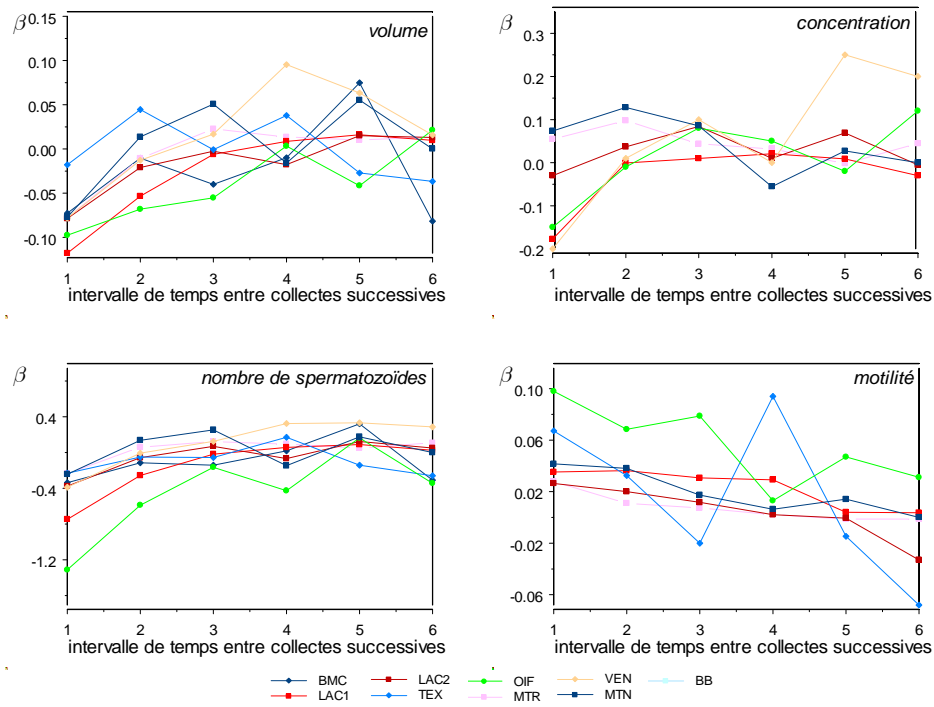 β
volume
0.15
0.10
0.05
0.00
-0.05
-0.10
1 2 3 4 5 6
intervalle de temps entre collectes successives
β
concentration
0.3
0.2
0.1
0.0
-0.1
-0.2
1 2 3 4 5 6
intervalle de temps entre collectes successives
β
nombre de spermatozoïdes
0.4
-0.4
-1.2
1 2 3 4 5 6
intervalle de temps entre collectes successives
β
motilité
0.10
0.06
0.02
-0.02
-0.06
1 2 3 4 5 6
intervalle de temps entre collectes successives
BMC LAC2 OIF VEN BB
LAC1 TEX MTR MTN